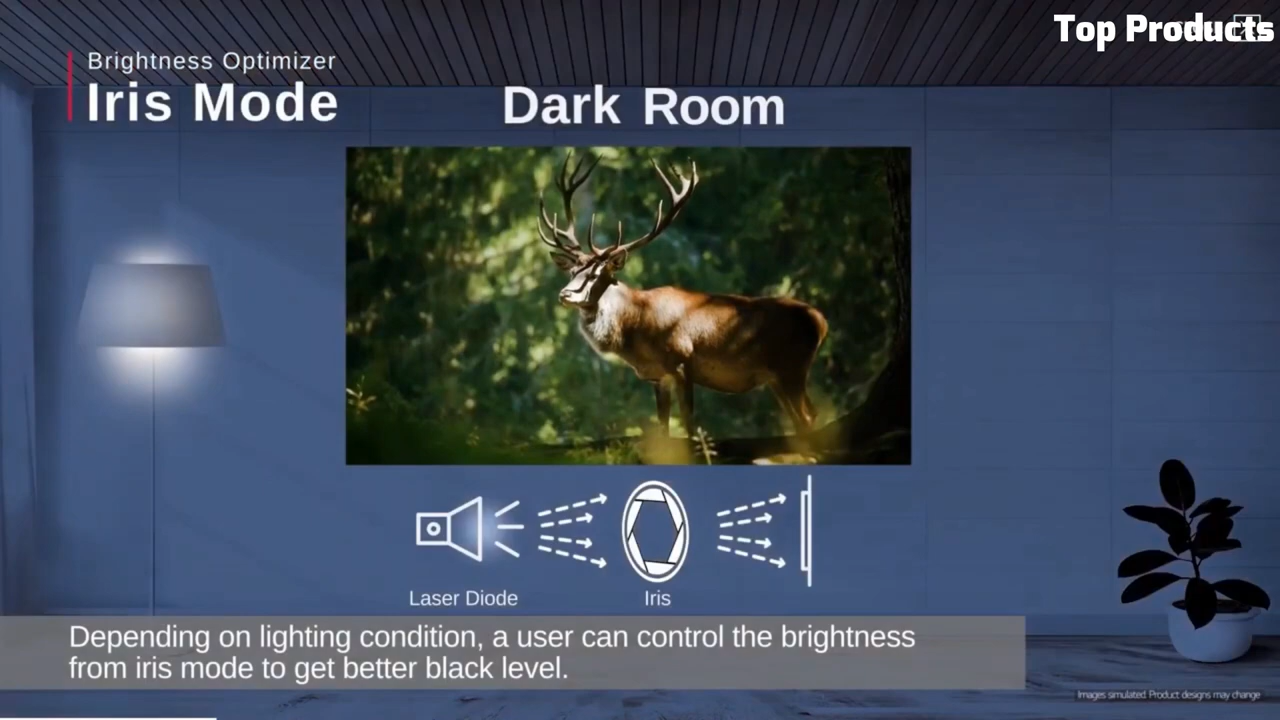 Top Products
Brightness Optimizer
Iris Mode
Dark Room
Laser Diode
Iris
Depending on lighting condition, a user can control the brightness
from iris mode to get better black level.
Images simulated. Product designs may change